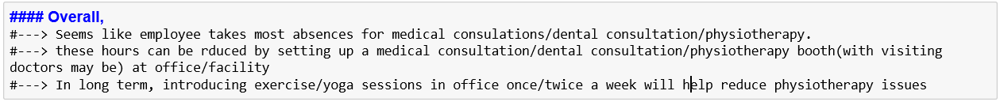 #### Overall,
#---> Seems like employee takes most absences for medical consulations/dental consultation/physiotherapy.
#---> these hours can be rduced by setting up a medical consultation/dental consultation/physiotherapy booth(with visiting
doctors may be) at office/facility
#---> In long term, introducing exercise/yoga sessions in office once/twice a week will help reduce physiotherapy issues